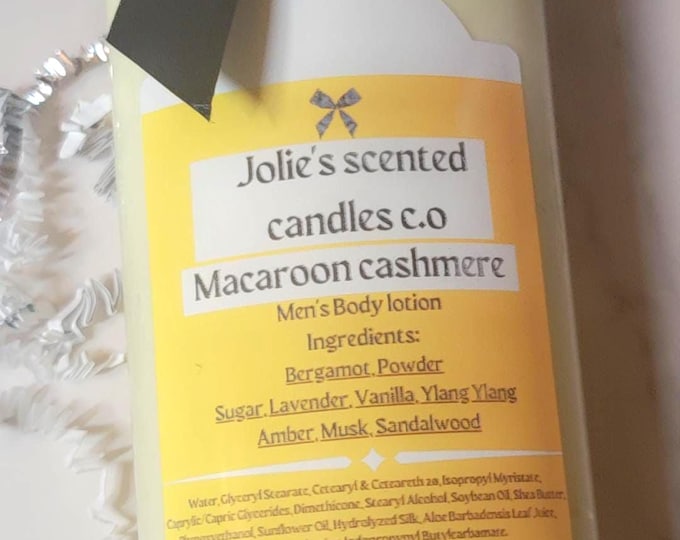 Jolie's scented
candles c.o
Macaroon cashmere
Men's Body lotion
Ingredients:
Bergamot, Powder
Sugar, Lavender, Vanilla, Ylang Ylang
Amber, Musk, Sandalwood
Water, Glyceryl Stearate, Cetearyl & Ceteareth 20, Isopropyl Myristate,
Caprylic/Capric Glycerides, Dimethicone, Stearyl Alcohol, Soybean Oil, Shea Butter,
Sunflower Oil, Hydrolyzed Silk, Aloe Barbadensis Leaf Juice,
Butylcarbamate.